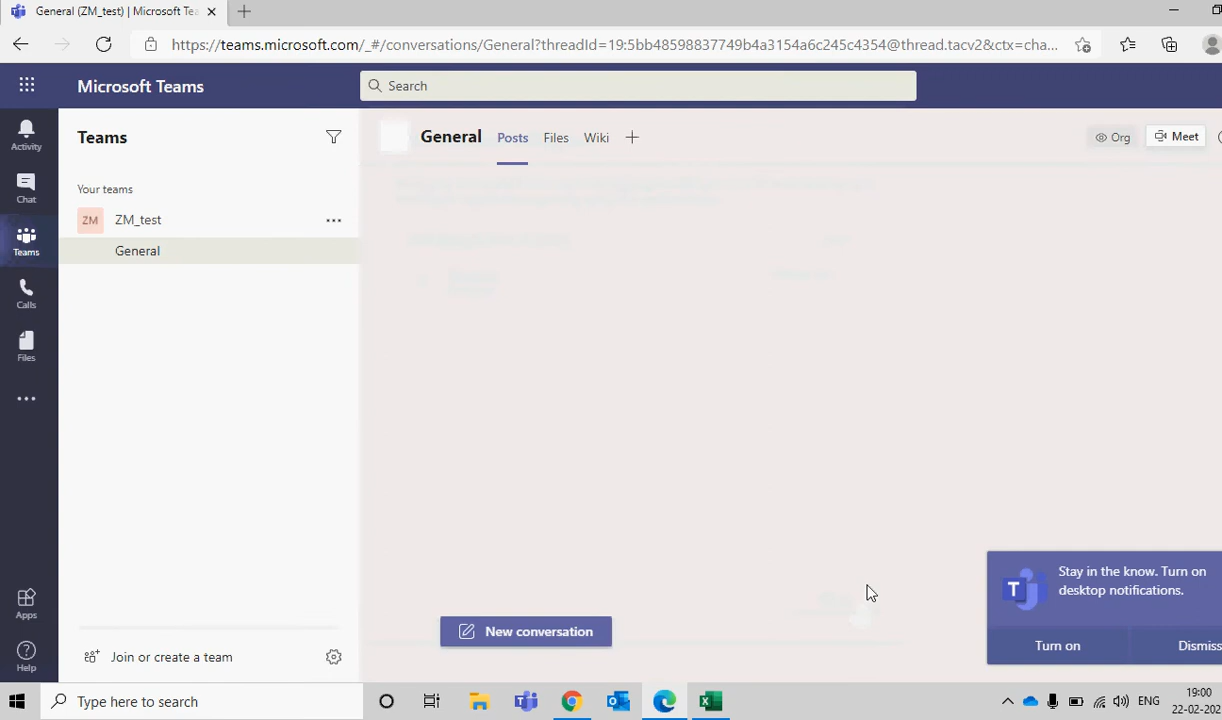 General (ZM_test) | Microsoft Te
https://teams.microsoft.com/_#/conversations/General?threadId=19:5bb48598837749b4a3154a6c245c4354@thread.tacv2&ctx=cha...
Microsoft Teams
Search
Activity
Chat
Teams
Calls
Files
Apps
Help
Teams
Your teams
ZM ZM_test
General
Join or create a team
General Posts Files Wiki
Org Meet
New conversation
Stay in the know. Turn on
desktop notifications.
Turn on Dismiss
Type here to search
ENG
19:00
22-02-202